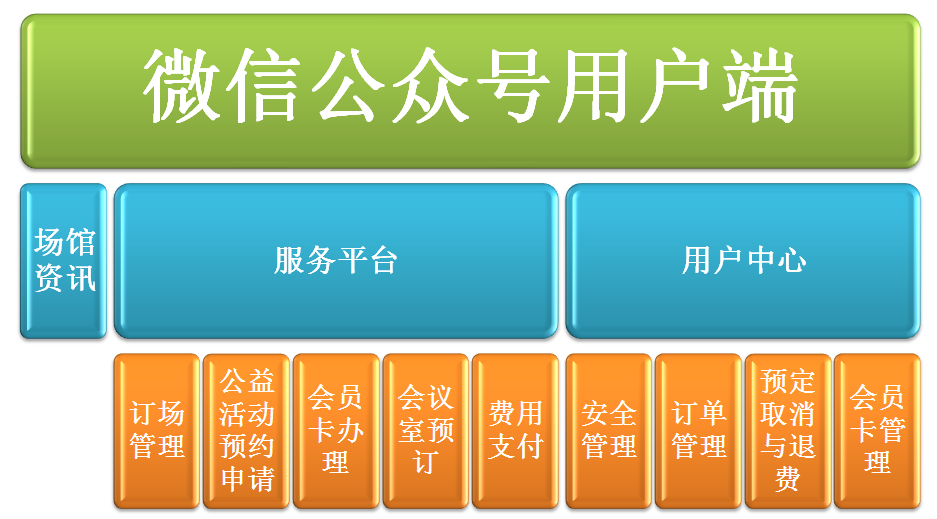 微信公众号用户端
场馆
资讯
服务平台
用户中心
订场
管理
公益
活动
预约
申请
会员
卡办
理
会议
室预
订
费用
支付
安全
管理
订单
管理
预定
取消
与退
费
会员
卡管
理